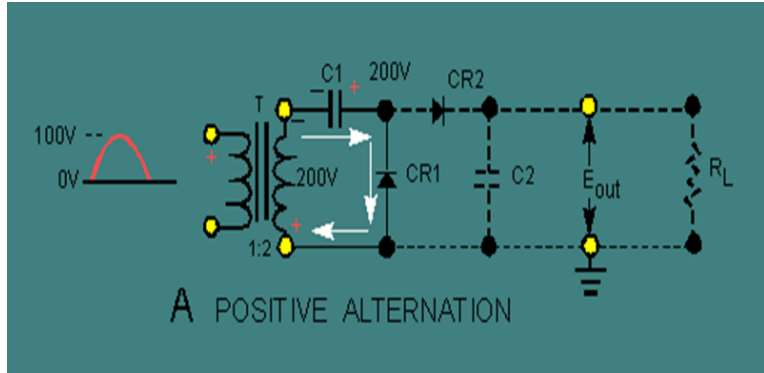 C1
200V
CR2
T
100V
0V
200V
CR1
C2
Eout
RL
1:2
A POSITIVE ALTERNATION